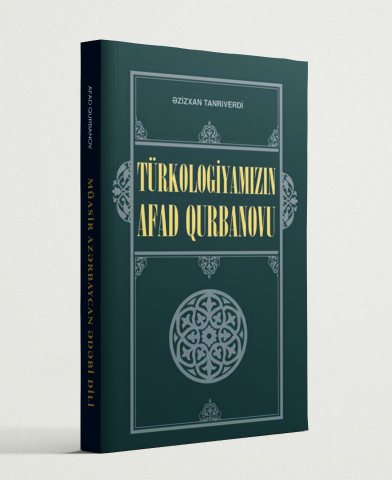 ƏZİZXAN TANRIVERDİ
TÜRKOLOGİYAMIZIN
AFAD QURBANOVU
AFAD QURBANOV
MÜASİR AZƏRBAYCAN ƏDƏBİ DİLİ